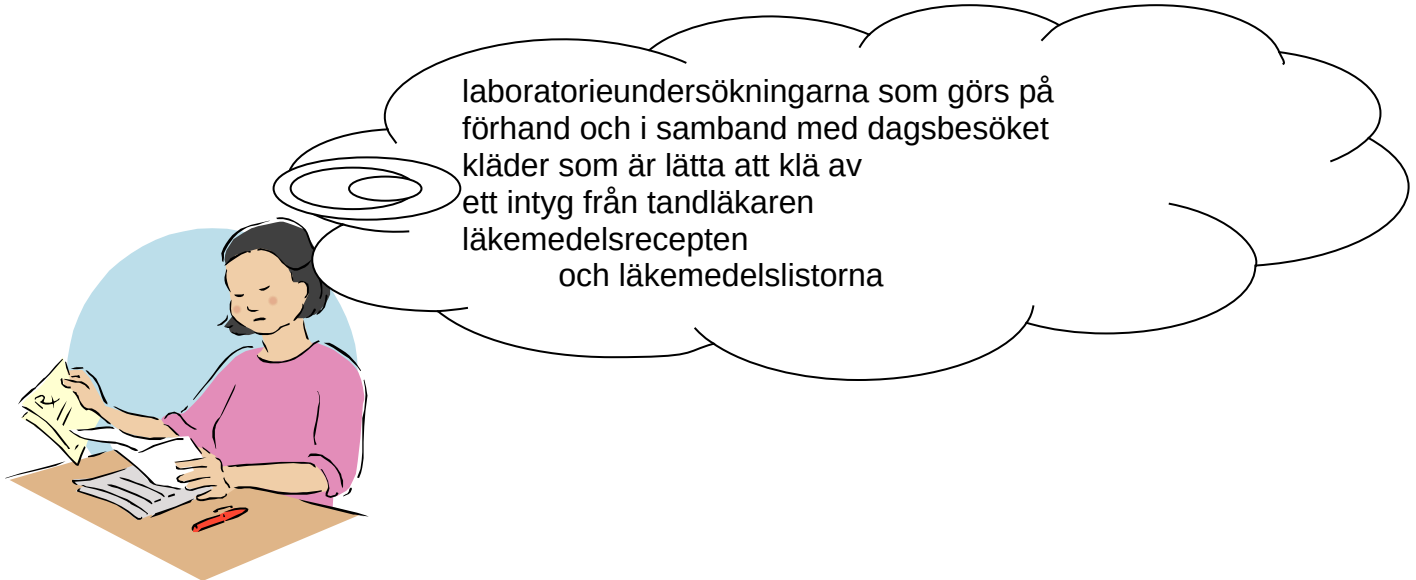 laboratorieundersökningarna som görs på
förhand och i samband med dagsbesöket
kläder som är lätta att klä av
ett intyg från tandläkaren
läkemedelsrecepten
och läkemedelslistorna
Rx